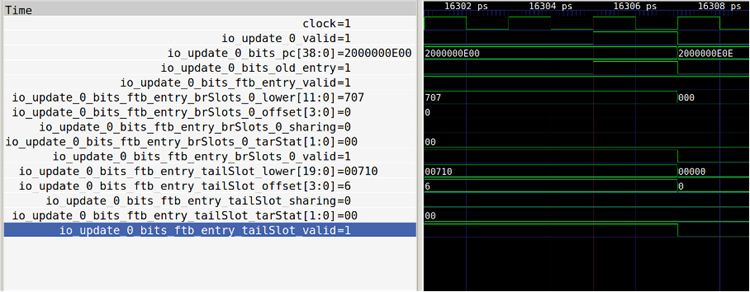 Time
clock=1
io_update_0_valid=1
io_update_0_bits_pc[38:0]=2000000E00
io_update_0_bits_old_entry=1
io_update_0_bits_ftb_entry_valid=1
io_update_0_bits_ftb_entry_brSlots_0_lower[11:0]=707
io_update_0_bits_ftb_entry_brSlots_0_offset[3:0]=0
io_update_0_bits_ftb_entry_brSlots_0_sharing=0
io_update_0_bits_ftb_entry_brSlots_0_tarStat[1:0]=00
io_update_0_bits_ftb_entry_brSlots_0_valid=1
io_update_0_bits_ftb_entry_tailSlot_lower[19:0]=00710
io_update_0_bits_ftb_entry_tailSlot_offset[3:0]=6
io_update_0_bits_ftb_entry_tailSlot_sharing=0
io_update_0_bits_ftb_entry_tailSlot_tarStat[1:0]=00
io_update_0_bits_ftb_entry_tailSlot_valid=1
16302 ps 16304 ps 16306 ps 16308 ps
2000000E00 2000000E0E
707 000
0
00
00710 00000
6 0
00